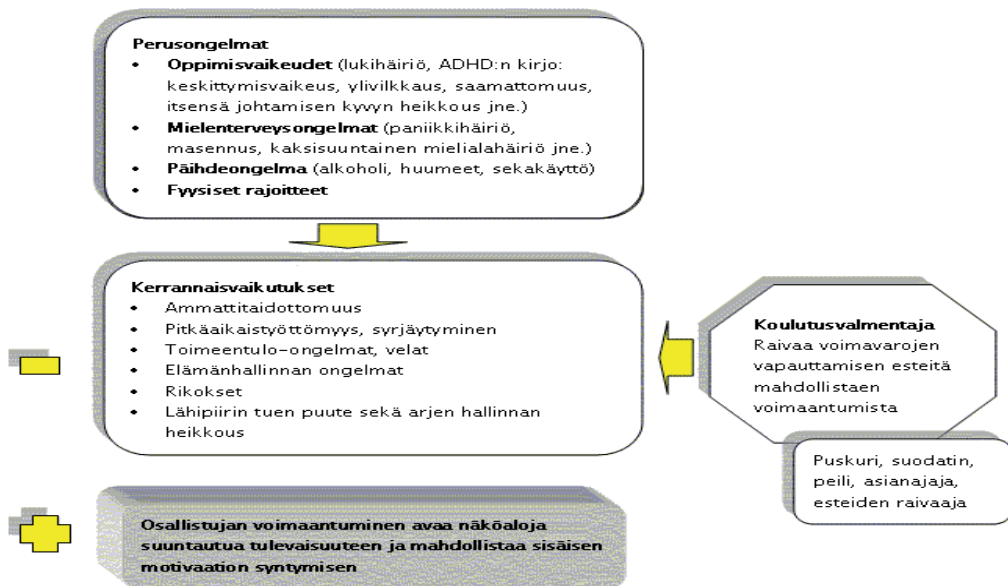 Perusongelmat
• Oppimisvaikeudet (lukihäiriö, ADHD:n kirjo:
keskittymisvaikeus, ylivilkkaus, saamattomuus,
itsensä johtamisen kyvyn heikkous jne.)
• Mielenterveysongelmat (paniikkihäiriö,
masennus, kaksisuuntainen mielialahäiriö jne.)
• Päihdeongelma (alkoholi, huumeet, sekakäyttö)
• Fyysiset rajoitteet
Kerrannaisvaikutukset
• Ammattitaidottomuus
• Pitkäaikaistyöttömyys, syrjäytyminen
• Toimeentulo-ongelmat, velat
• Elämänhallinnan ongelmat
• Rikokset
• Lähipiirin tuen puute sekä arjen hallinnan
heikkous
Koulutusvalmentaja
Raivaa voimavarojen
vapauttamisen esteitä
mahdollistaen
voimaantumista
Puskuri, suodatin,
peili, asianajaja,
esteiden raivaaja
Osallistujan voimaantuminen avaa näköaloja
suuntautua tulevaisuuteen ja mahdollistaa sisäisen
motivaation syntymisen